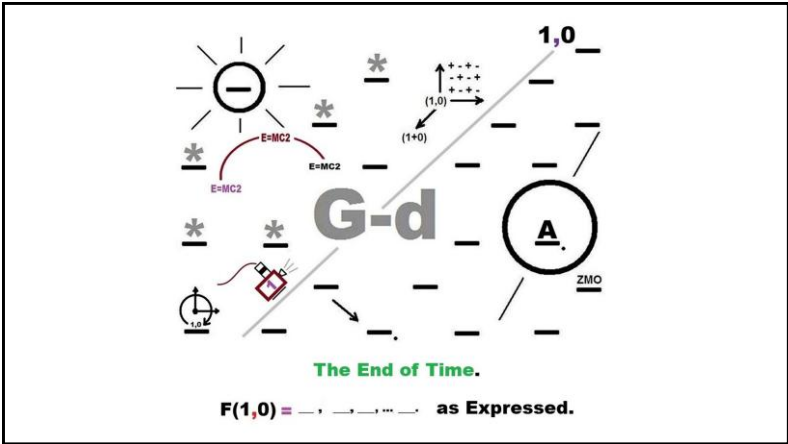 1,0
* + - + -
- + - +
+ - + -
(1,0)
(1+0)
*
E=MC2
*
E=MC2
E=MC2
G-d
A.
* *
1
ZMO
1,0
The End of Time.
F(1,0) = __ , __, __, ... __. as Expressed.